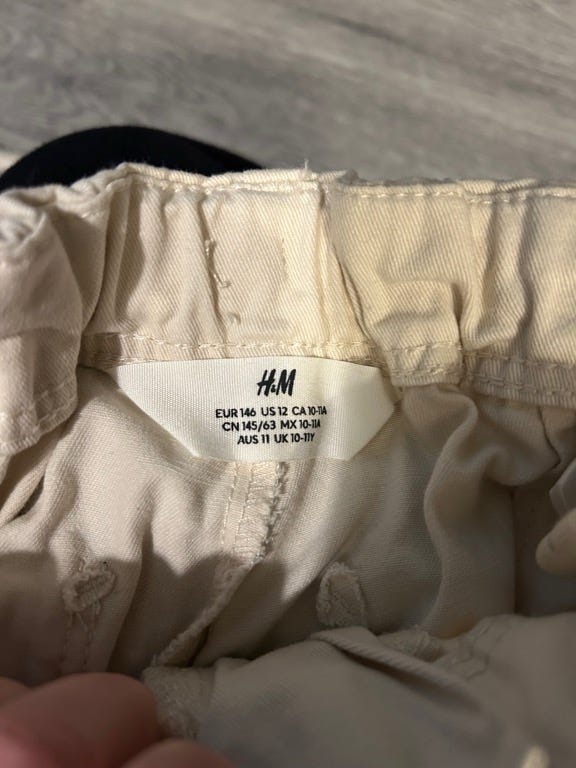 H&M
EUR 146 US 12 CA 10-11A
CN 145/63 MX 10-11A
AUS 11 UK 10-11Y